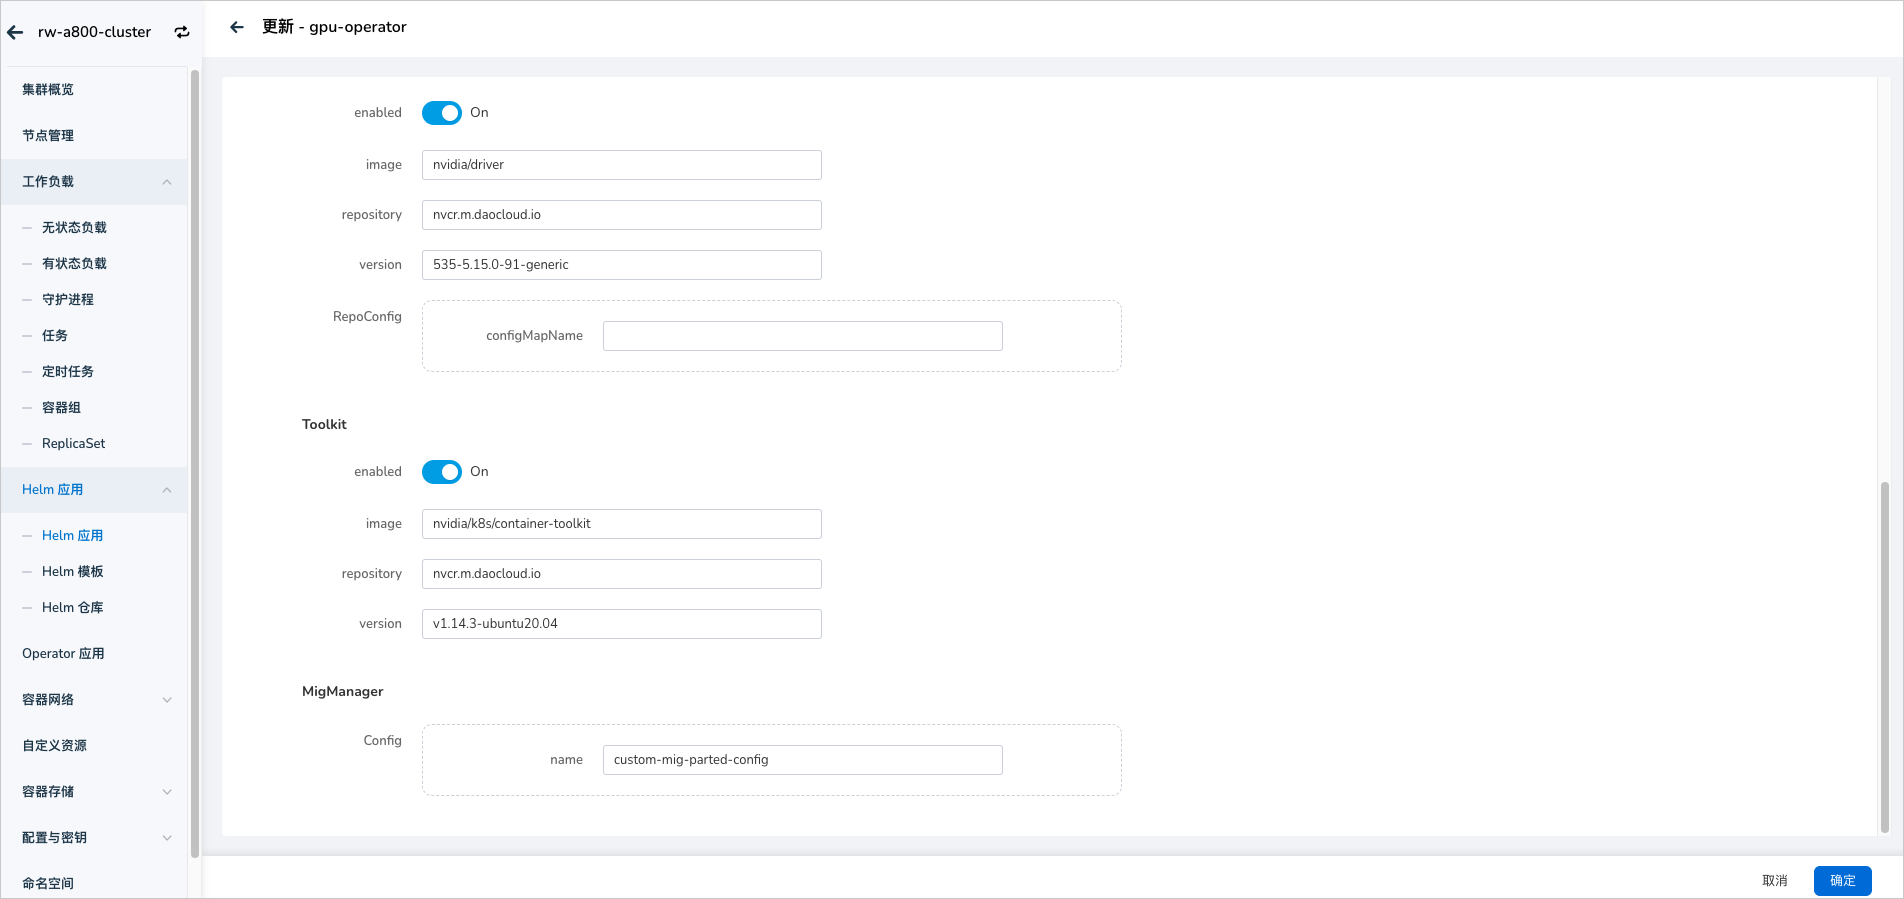 rw-a800-cluster
集群概览
节点管理
工作负载
无状态负载
有状态负载
守护进程
任务
定时任务
容器组
ReplicaSet
Helm 应用
Helm 应用
Helm 模板
Helm 仓库
Operator 应用
容器网络
自定义资源
容器存储
配置与密钥
命名空间
更新 - gpu-operator
enabled On
image nvidia/driver
repository nvcr.m.daocloud.io
version 535-5.15.0-91-generic
RepoConfig
configMapName
Toolkit
enabled On
image nvidia/k8s/container-toolkit
repository nvcr.m.daocloud.io
version v1.14.3-ubuntu20.04
MigManager
Config
name custom-mig-parted-config
取消 确定